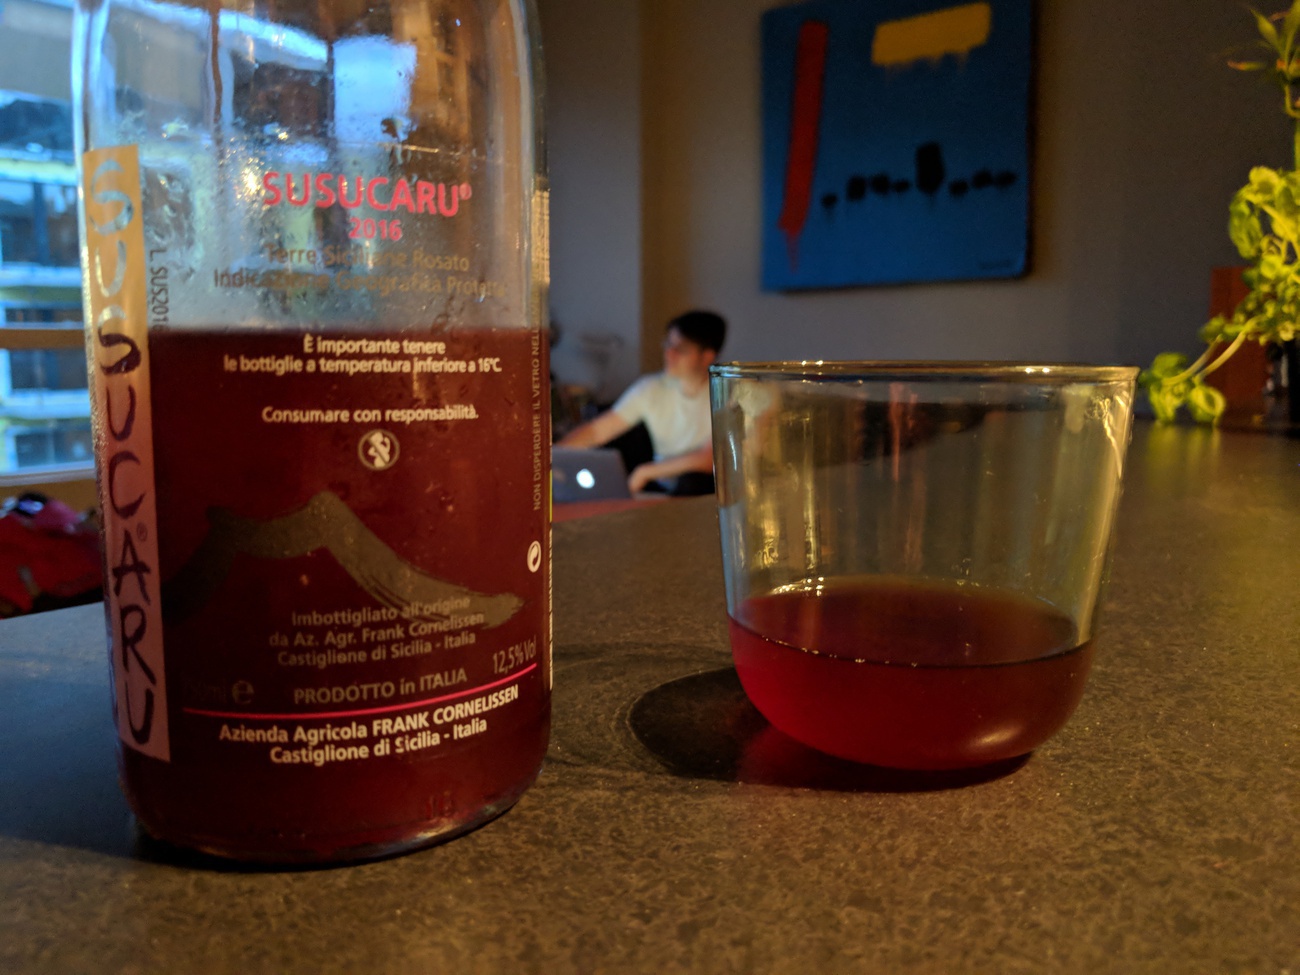 SUSUCARU®
SUSUCARU®
2016
Terre Siciliane Rosato
Indicazione Geografica Protetta
L SUS2016
È importante tenere
le bottiglie a temperatura inferiore a 16°C.
Consumare con responsabilità.
NON DISPERDERE IL VETRO NEL
Imbottigliato all'origine
da Az. Agr. Frank Cornelissen
Castiglione di Sicilia - Italia
12,5%Vol
e
PRODOTTO in ITALIA
Azienda Agricola FRANK CORNELISSEN
Castiglione di Sicilia - Italia